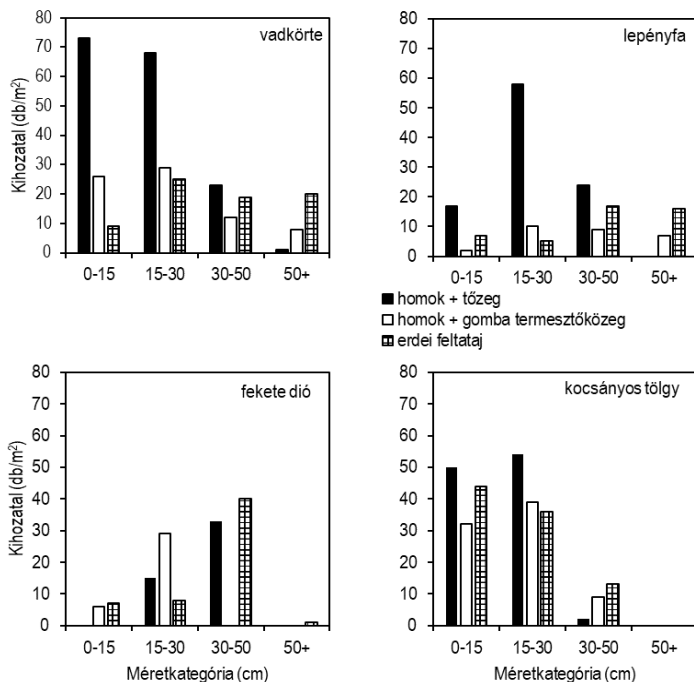 vadkörte
Kihozatal (db/m²)
80
70
60
50
40
30
20
10
0
0-15 15-30 30-50 50+
lepényfa
80
70
60
50
40
30
20
10
0
0-15 15-30 30-50 50+
homok + tőzeg
homok + gomba termesztőközeg
erdei feltataj
fekete dió
Kihozatal (db/m²)
80
70
60
50
40
30
20
10
0
0-15 15-30 30-50 50+
Méretkategória (cm)
kocsányos tölgy
80
70
60
50
40
30
20
10
0
0-15 15-30 30-50 50+
Méretkategória (cm)